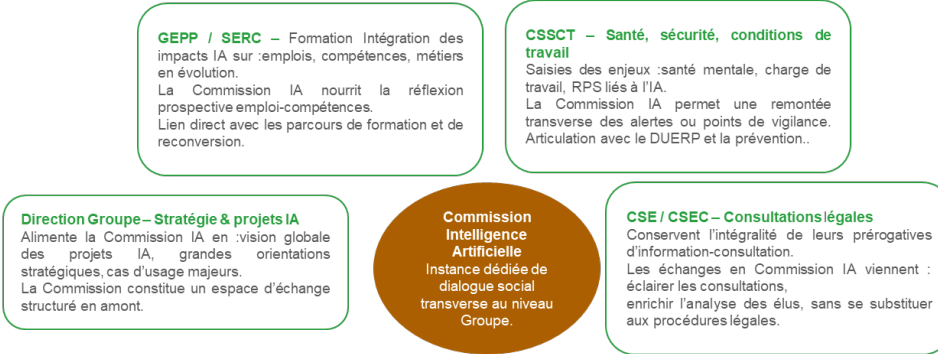 GEPP / SERC – Formation Intégration des
impacts IA sur :emplois, compétences, métiers
en évolution.
La Commission IA nourrit la réflexion
prospective emploi-compétences.
Lien direct avec les parcours de formation et de
reconversion.
CSSCT – Santé, sécurité, conditions de
travail
Saisies des enjeux :santé mentale, charge de
travail, RPS liés à l’IA.
La Commission IA permet une remontée
transverse des alertes ou points de vigilance.
Articulation avec le DUERP et la prévention..
Direction Groupe – Stratégie & projets IA
Alimente la Commission IA en :vision globale
des projets IA, grandes orientations
stratégiques, cas d’usage majeurs.
La Commission constitue un espace d’échange
structuré en amont.
Commission
Intelligence
Artificielle
Instance dédiée de
dialogue social
transverse au niveau
Groupe.
CSE / CSEC – Consultations légales
Conservent l’intégralité de leurs prérogatives
d’information-consultation.
Les échanges en Commission IA viennent :
éclairer les consultations,
enrichir l’analyse des élus, sans se substituer
aux procédures légales.